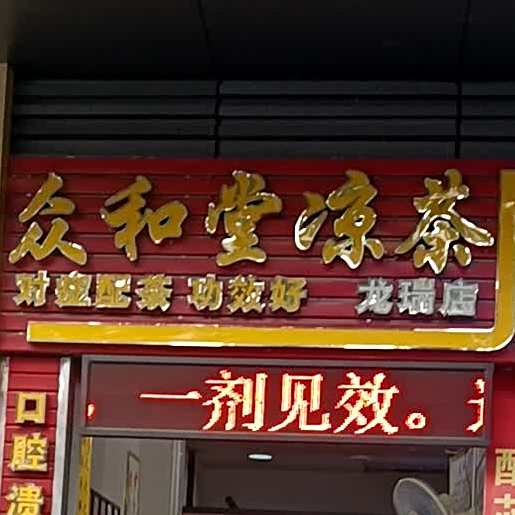 众和堂凉茶
对症配茶 功效好 龙瑞店
，一剂见效。
口腔溃
配